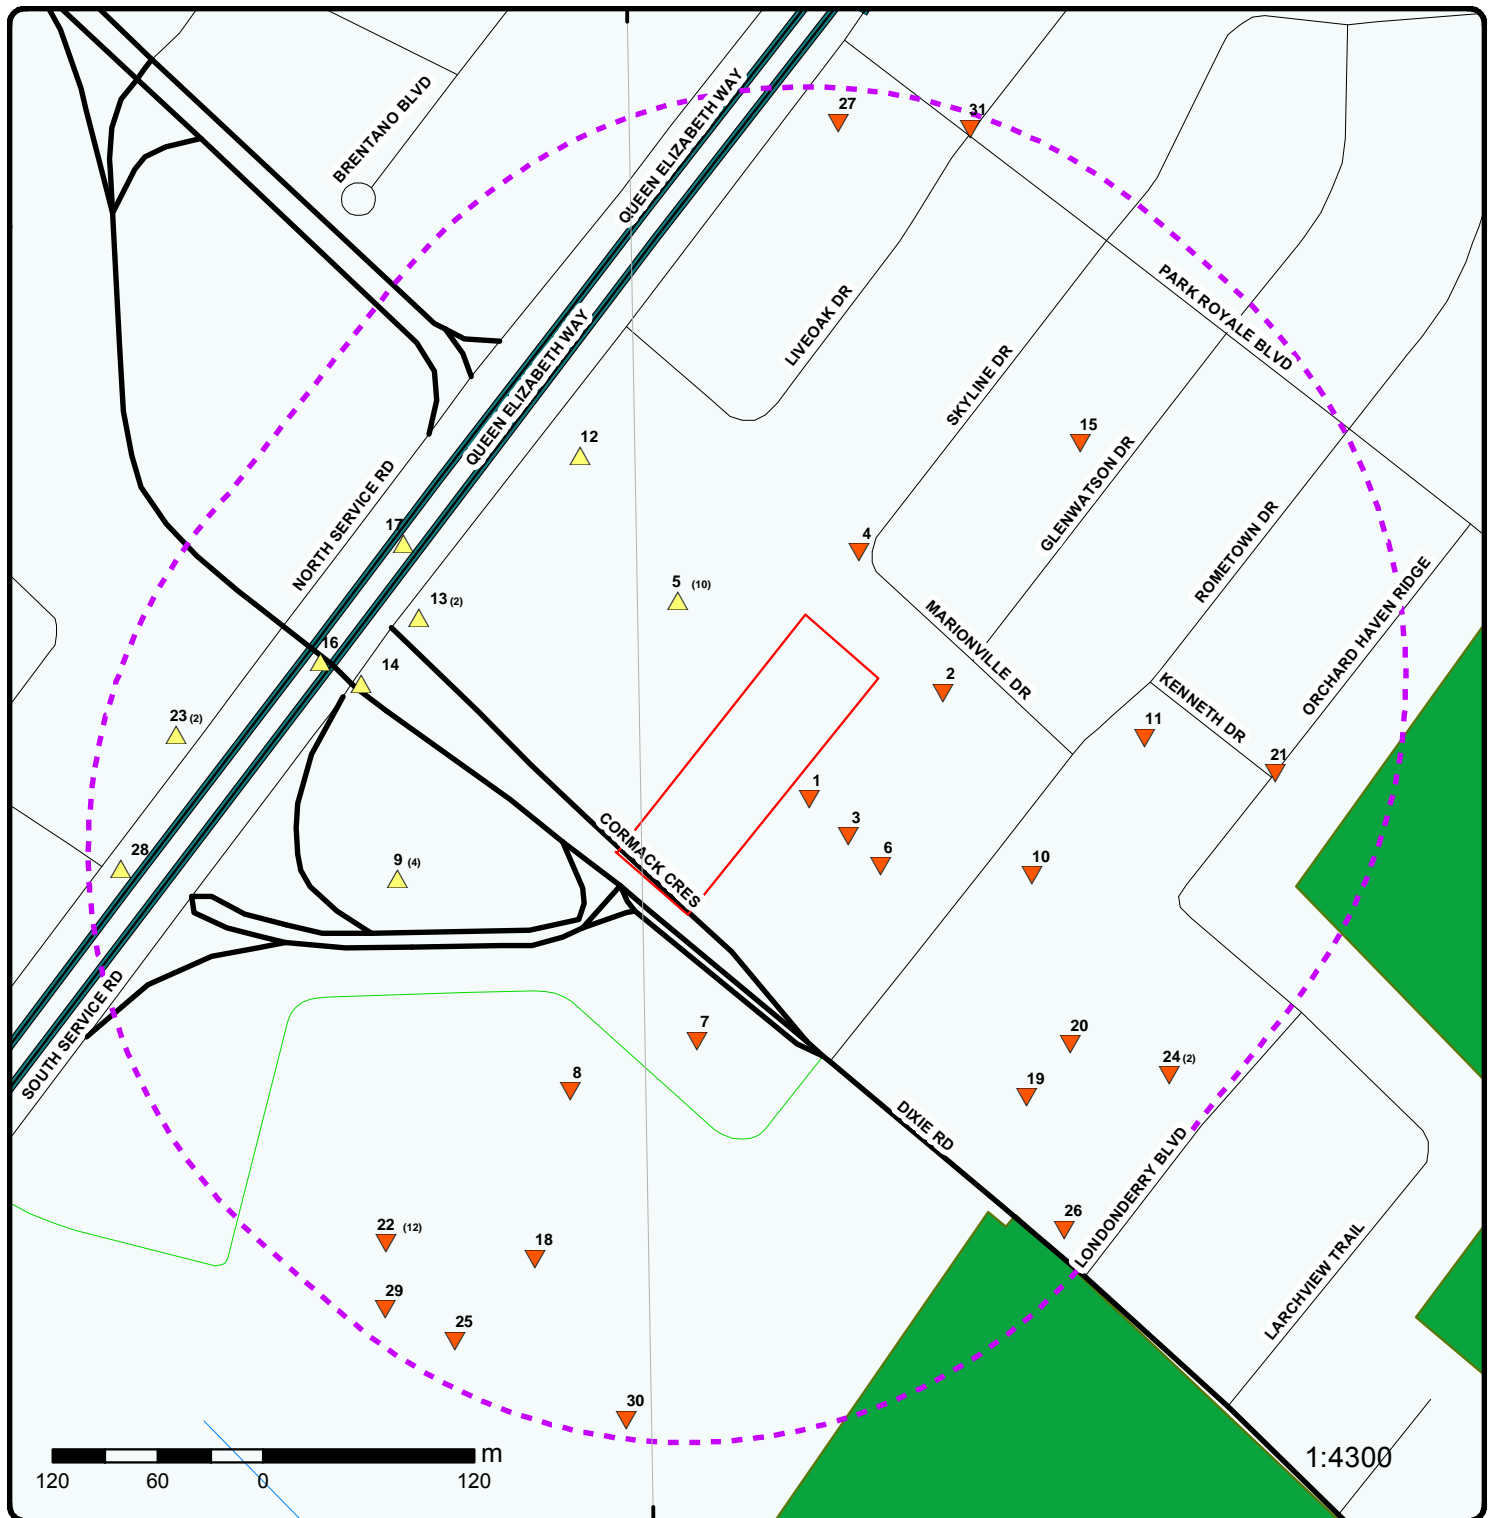 27
31
BRENTANO BLVD
QUEEN ELIZABETH WAY
PARK ROYALE BLVD
LIVEOAK DR
QUEEN ELIZABETH WAY
SKYLINE DR
15
12
GLENWATSON DR
NORTH SERVICE RD
17
4
ROMETOWN DR
ORCHARD HAVEN RIDGE
5 (10)
13 (2)
MARIONVILLE DR
16
14
2
KENNETH DR
23 (2)
11
21
1
CORMACK CRES
3
28
9 (4)
6
10
SOUTH SERVICE RD
7
20
24 (2)
8
19
DIXIE RD
LONDONDERRY BLVD
26
22 (12)
18
LARCHVIEW TRAIL
29
25
30
m
120 60 0 120
1:4300